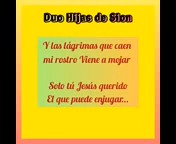 Duo Hijas de Sion
Y las lágrimas que caen
mi rostro Viene a mojar
Solo tú Jesús querido
El que puede enjugar...